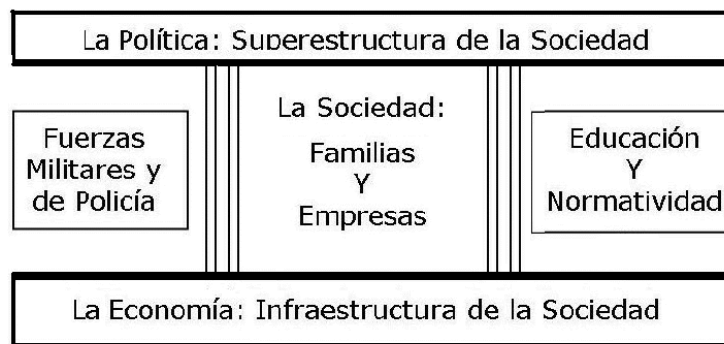 La Política: Superestructura de la Sociedad
Fuerzas
Militares y
de Policía
La Sociedad:
Familias
Y
Empresas
Educación
Y
Normatividad
La Economía: Infraestructura de la Sociedad